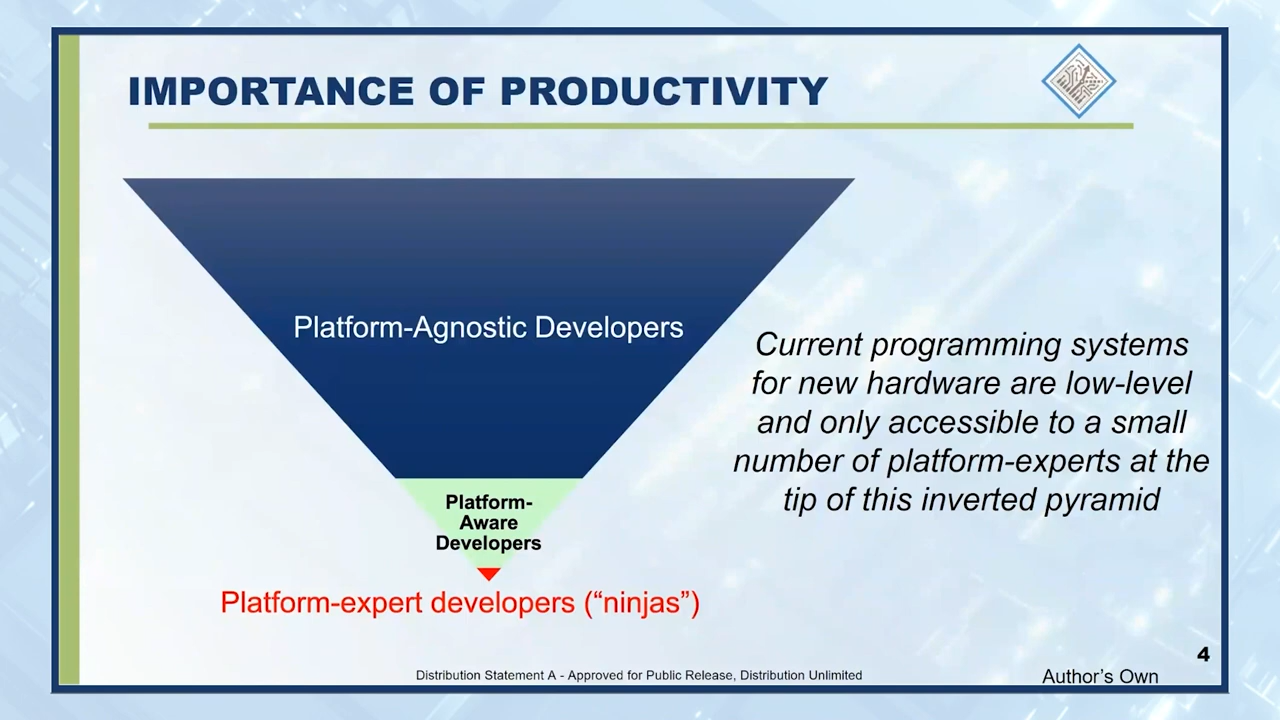 IMPORTANCE OF PRODUCTIVITY
Platform-Agnostic Developers
Current programming systems
for new hardware are low-level
and only accessible to a small
number of platform-experts at the
tip of this inverted pyramid
Platform-
Aware
Developers
Platform-expert developers (“ninjas”)
4
Distribution Statement A - Approved for Public Release, Distribution Unlimited
Author’s Own